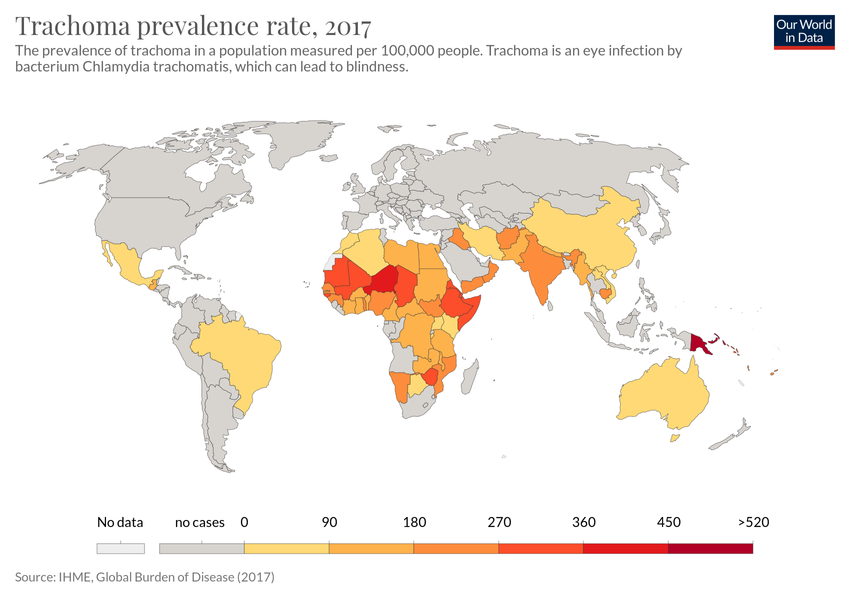 Trachoma prevalence rate, 2017
The prevalence of trachoma in a population measured per 100,000 people. Trachoma is an eye infection by
bacterium Chlamydia trachomatis, which can lead to blindness.
Our World
in Data
No data no cases 0 90 180 270 360 450 >520
Source: IHME, Global Burden of Disease (2017)